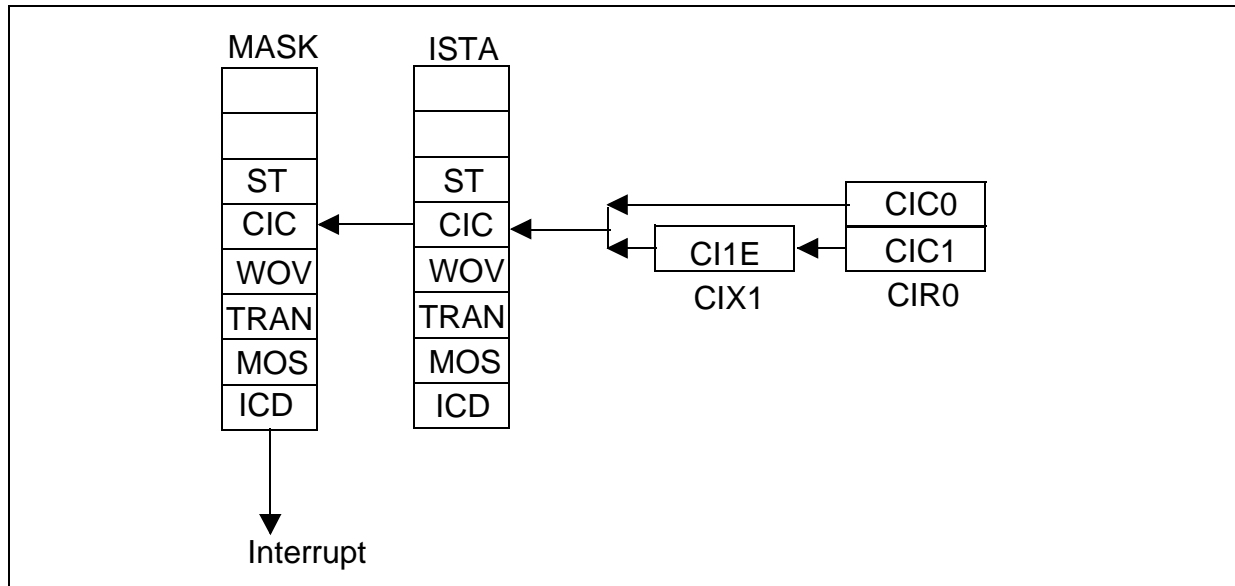 MASK ISTA
ST ST
CIC0
CIC CIC
CI1E CIC1
WOV WOV
CIX1 CIR0
TRAN TRAN
MOS MOS
ICD ICD
Interrupt